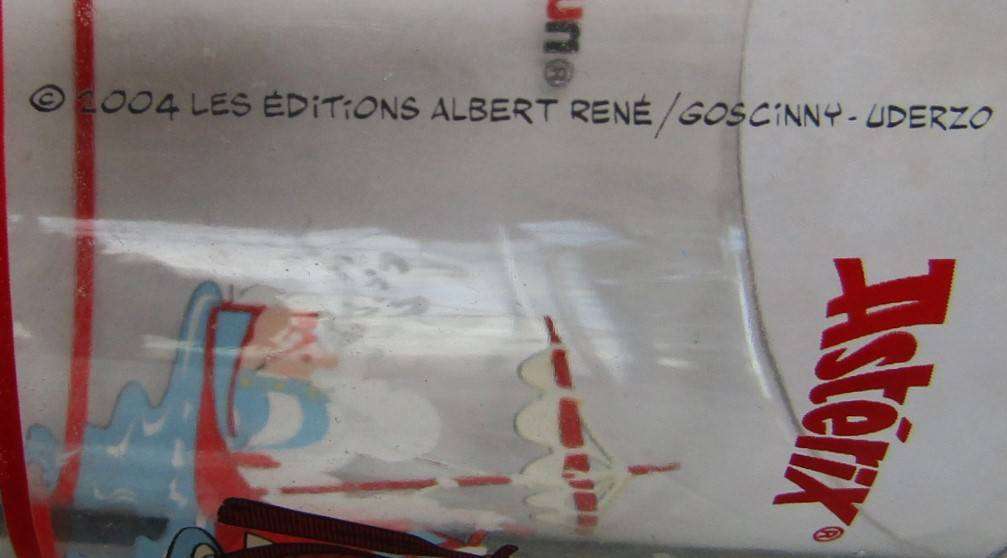 © 2004 LES ÉDITIONS ALBERT RENÉ / GOSCINNY - UDERZO
Astérix®